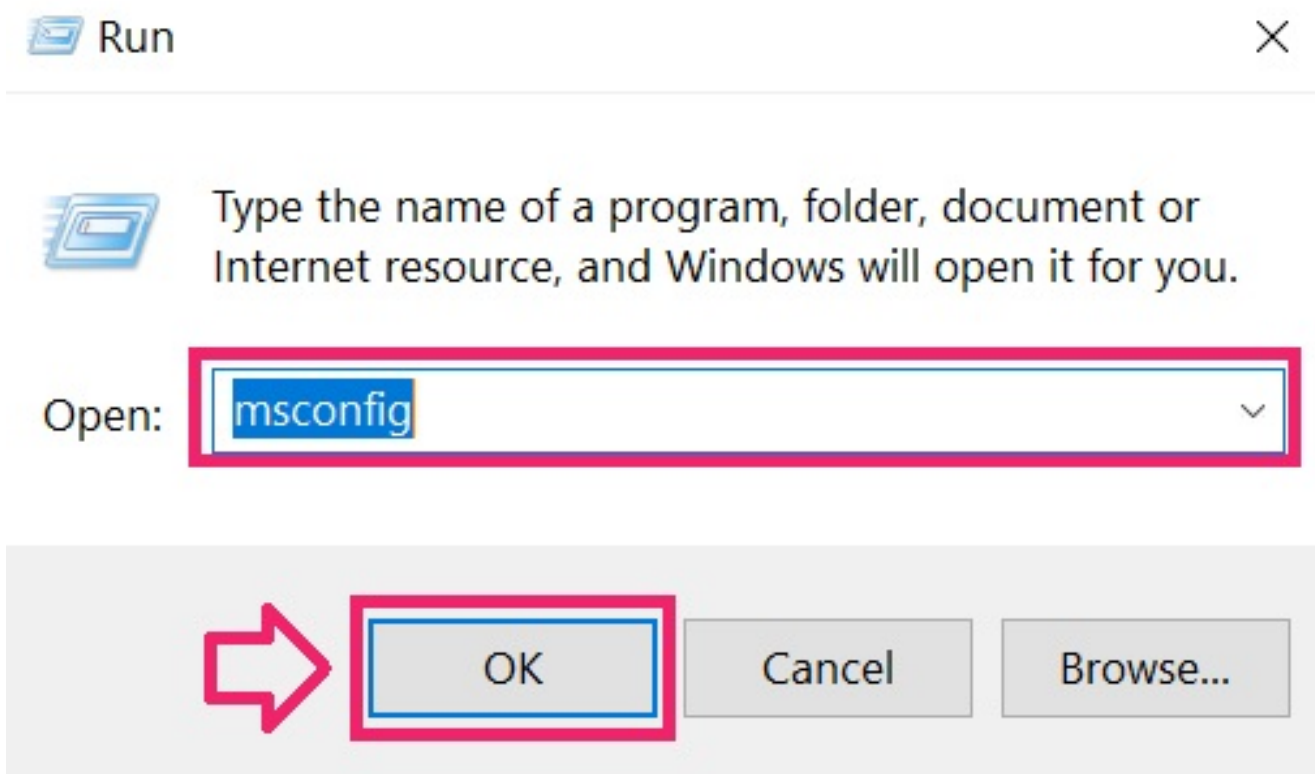 Run
Type the name of a program, folder, document or
Internet resource, and Windows will open it for you.
Open: msconfig
OK Cancel Browse...